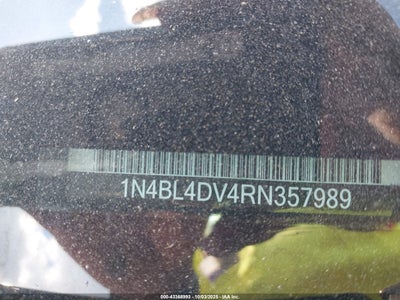 1N4BL4DV4RN357989
000-43388993 • 10/03/2025 - IAA Inc.